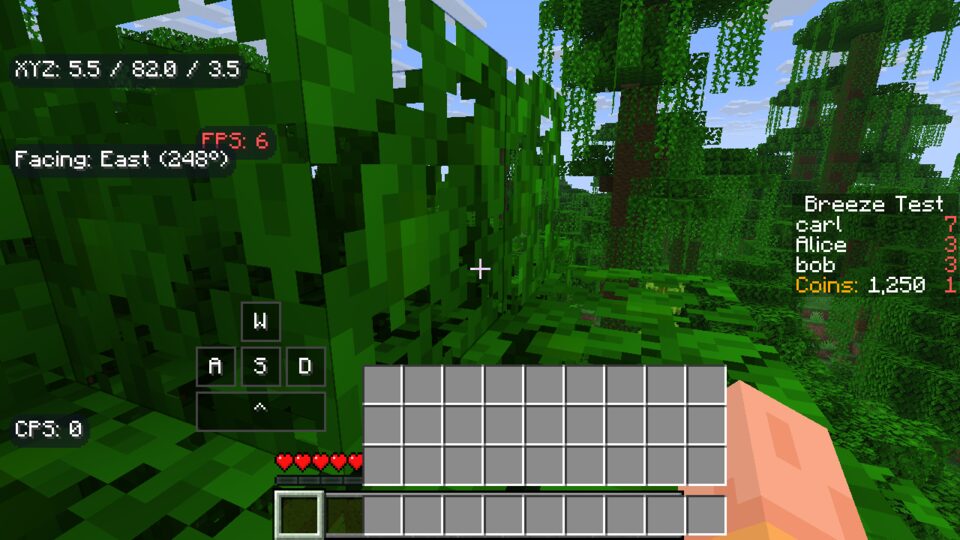 XYZ: 5.5 / 82.0 / 3.5
FPS: 6
Facing: East (248°)
Breeze Test
carl 7
Alice 3
bob 3
Coins: 1,250 1
W
A S D
^
CPS: 0